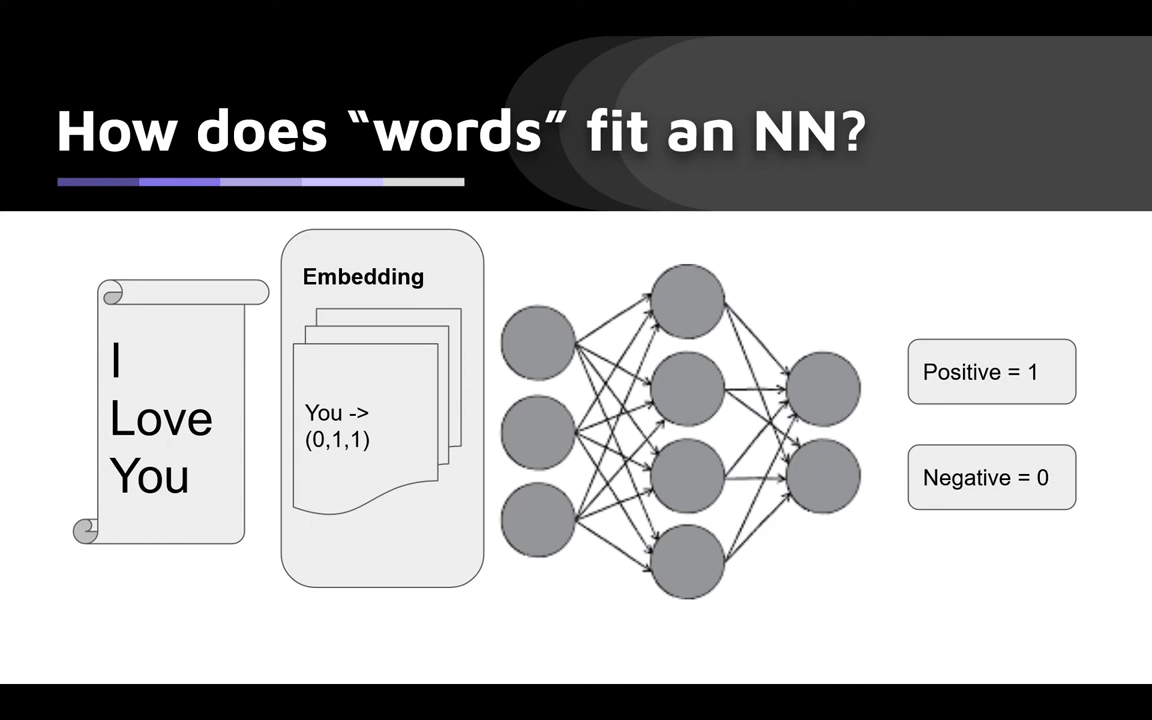 How does “words” fit an NN?
I
Love
You
Embedding
You ->
(0,1,1)
Positive = 1
Negative = 0